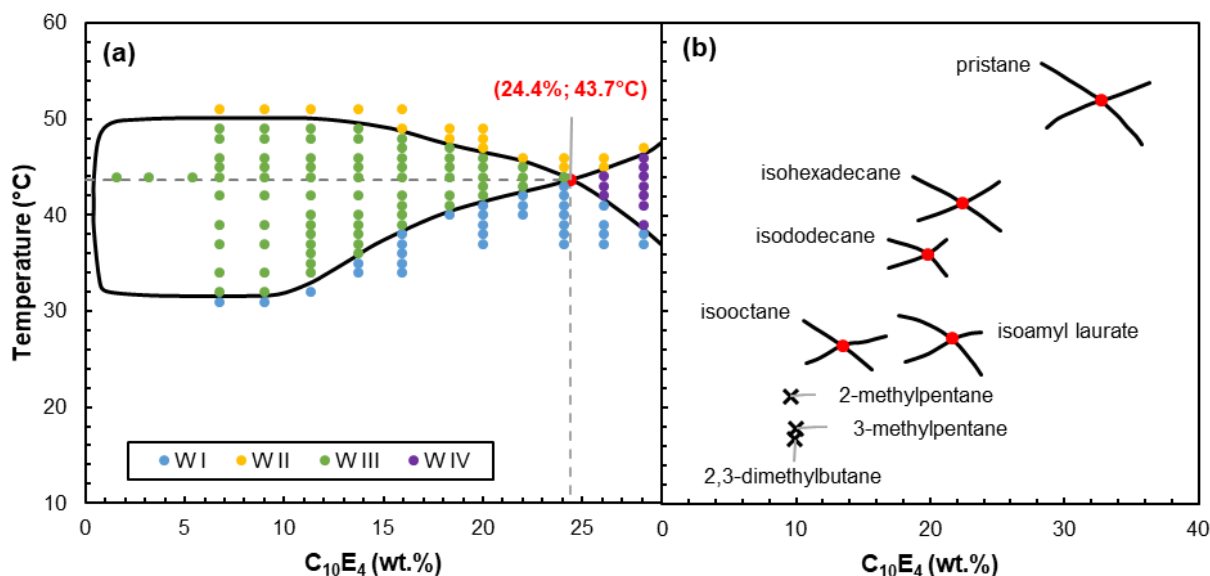 (a)
(24.4%; 43.7°C)
Temperature (°C)
60
50
40
30
20
10
W I W II W III W IV
0 5 10 15 20 25
C10E4 (wt.%)
(b)
pristane
isohexadecane
isododecane
isooctane
isoamyl laurate
2-methylpentane
3-methylpentane
2,3-dimethylbutane
0 10 20 30 40
C10E4 (wt.%)